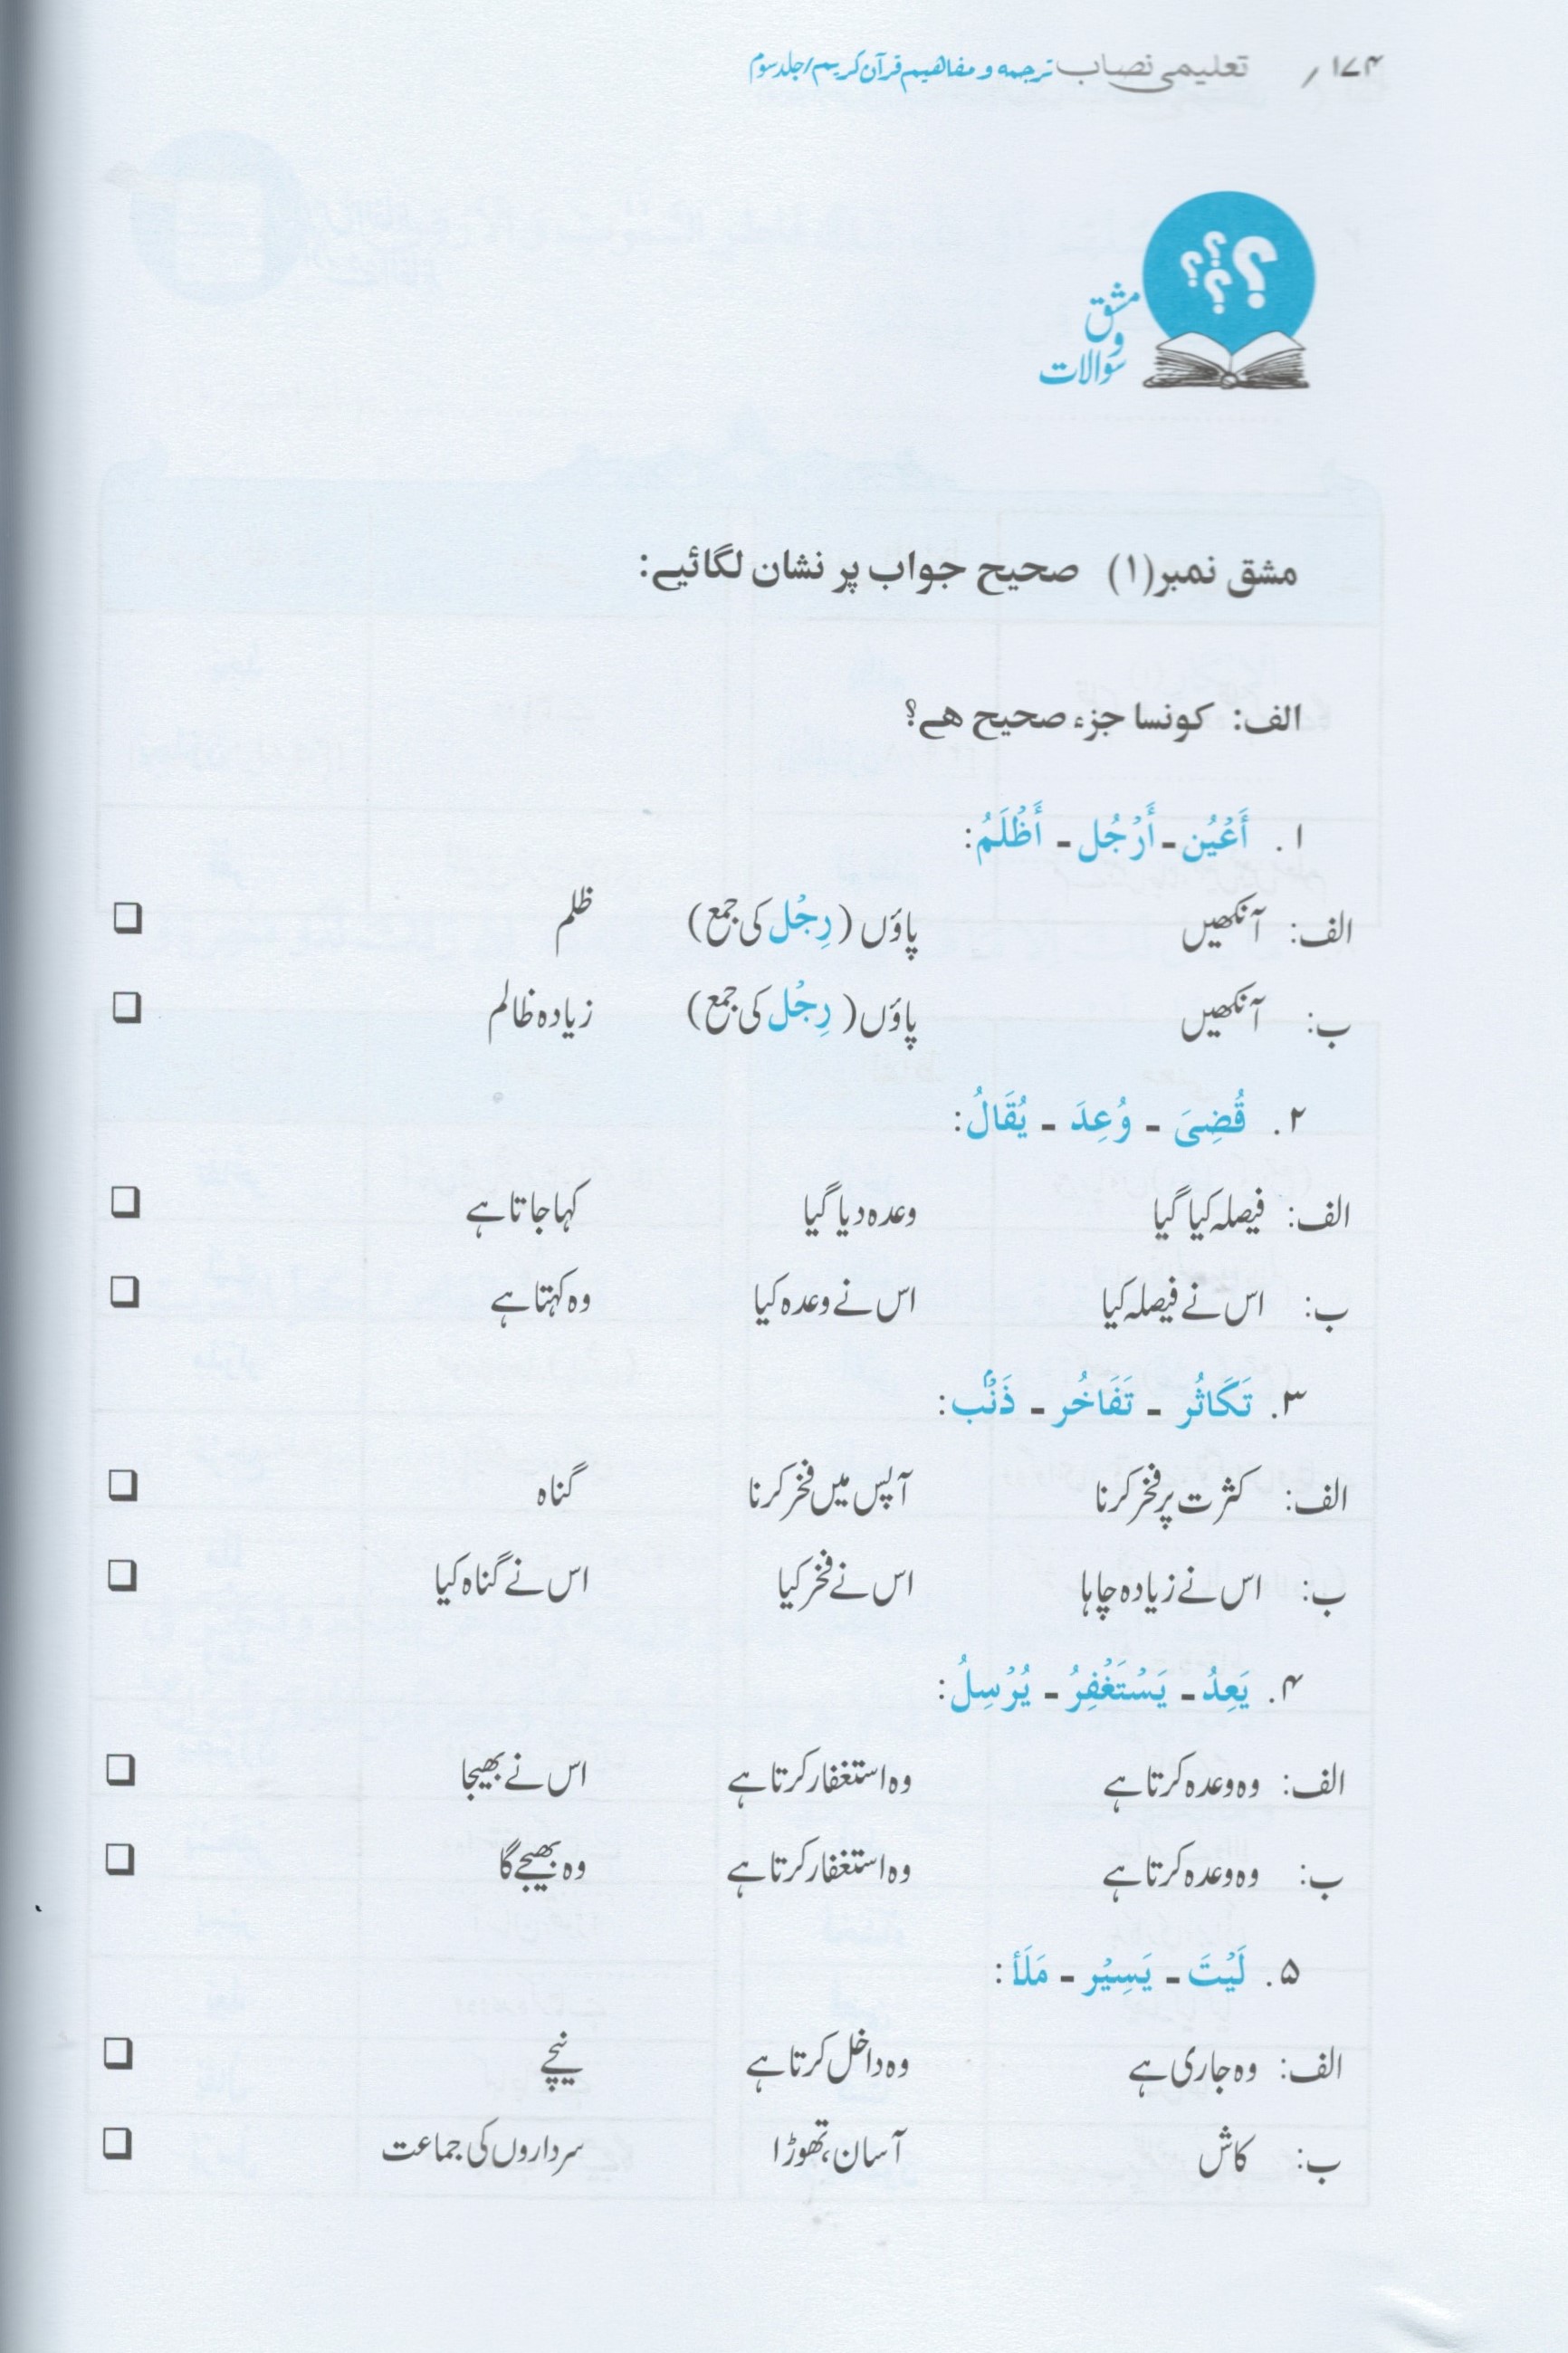 ۱۷۴ / تعلیمی نصاب ترجمہ و مفاهیم قرآن کریم/جلد سوم
مشق
و
سوالات
مشق نمبر(۱) صحیح جواب پر نشان لگائیے:
الف: کونسا جزء صحیح ھے؟
۱. أَعْیُن ـ أَرْجُل ـ أَظْلَمُ:
الف: آنکھیں پاؤں (رِجْل کی جمع) ظلم ❑
ب: آنکھیں پاؤں (رِجْل کی جمع) زیادہ ظالم ❑
۲. قُضِیَ ـ وُعِدَ ـ یُقَالُ:
الف: فیصلہ کیا گیا وعدہ دیا گیا کہا جاتا ہے ❑
ب: اس نے فیصلہ کیا اس نے وعدہ کیا وہ کہتا ہے ❑
۳. تَکَاثُر ـ تَفَاخُر ـ ذَنْب:
الف: کثرت پر فخر کرنا آپس میں فخر کرنا گناہ ❑
ب: اس نے زیادہ چاہا اس نے فخر کیا اس نے گناہ کیا ❑
۴. یَعِدُ ـ یَسْتَغْفِرُ ـ یُرْسِلُ:
الف: وہ وعدہ کرتا ہے وہ استغفار کرتا ہے اس نے بھیجا ❑
ب: وہ وعدہ کرتا ہے وہ استغفار کرتا ہے وہ بھیجے گا ❑
۵. لَیْتَ ـ یَسِیْر ـ مَلَأ:
الف: وہ جاری ہے وہ داخل کرتا ہے نیچے ❑
ب: کاش آسان، تھوڑا سرداروں کی جماعت ❑